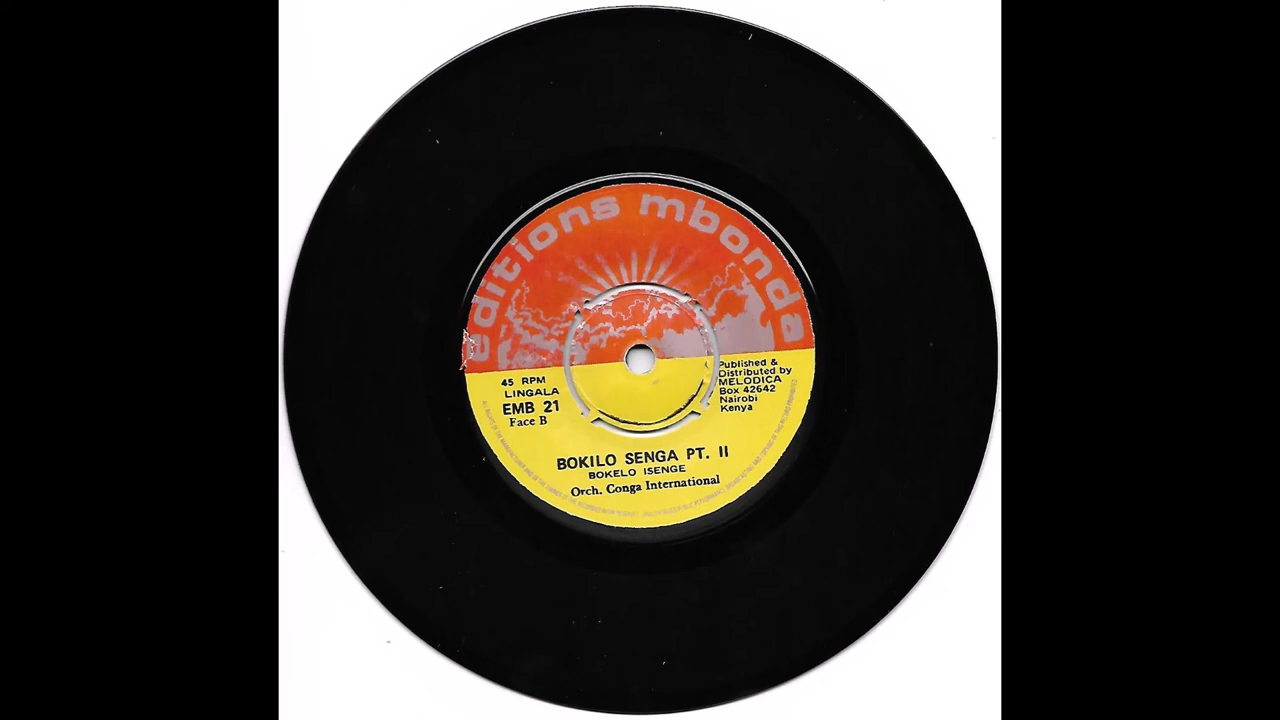 editions mbonda
45 RPM
LINGALA
EMB 21
Face B
Published &
Distributed by
MELODICA
Box 42642
Nairobi
Kenya
BOKILO SENGA PT. II
BOKELO ISENGE
Orch. Conga International